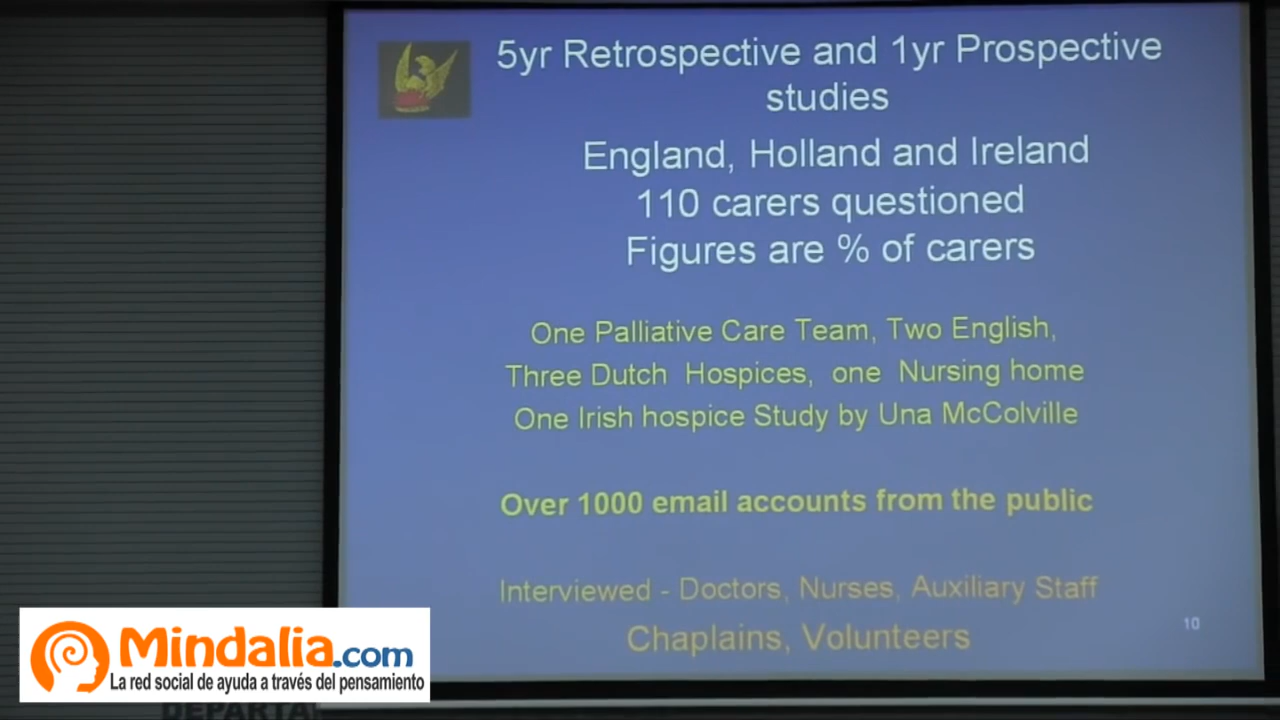 5yr Retrospective and 1yr Prospective
studies
England, Holland and Ireland
110 carers questioned
Figures are % of carers
One Palliative Care Team, Two English,
Three Dutch Hospices, one Nursing home
One Irish hospice Study by Una McColville
Over 1000 email accounts from the public
Interviewed - Doctors, Nurses, Auxiliary Staff
Chaplains, Volunteers
10
Mindalia.com
La red social de ayuda a través del pensamiento